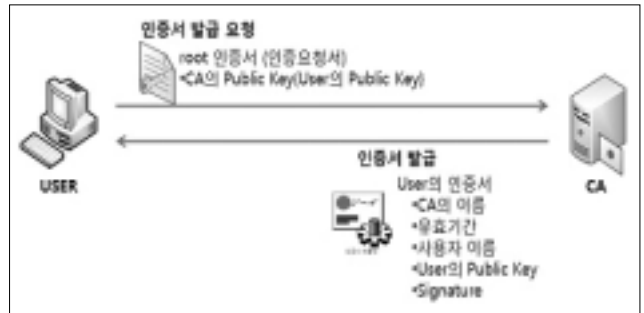 인증서 발급 요청
root 인증서 (인증요청서)
•CA의 Public Key(User의 Public Key)
USER
CA
인증서 발급
User의 인증서
•CA의 이름
•유효기간
•사용자 이름
•User의 Public Key
•Signature